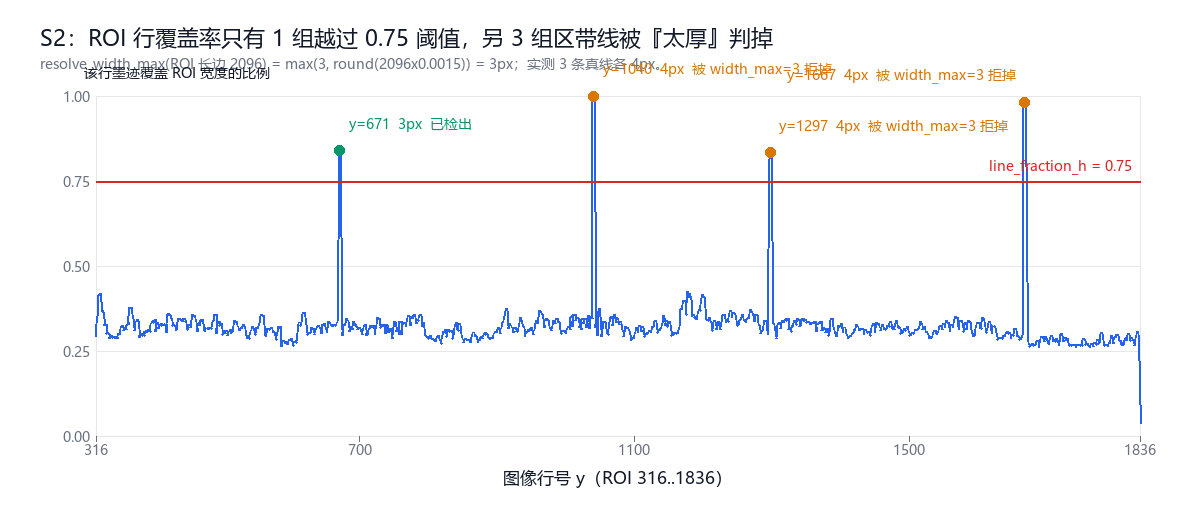 S2：ROI 行覆盖率只有 1 组越过 0.75 阈值，另 3 组区带线被『太厚』判掉
resolve_width_max(ROI 长边 2096) = max(3, round(2096x0.0015)) = 3px；实测 3 条真线各 4px。
该行墨迹覆盖 ROI 宽度的比例
y=1040  4px  被 width_max=3 拒掉
y=1667  4px  被 width_max=3 拒掉
y=671  3px  已检出
y=1297  4px  被 width_max=3 拒掉
line_fraction_h = 0.75
1.00
0.75
0.50
0.25
0.00
316
700
1100
1500
1836
图像行号 y（ROI 316..1836）